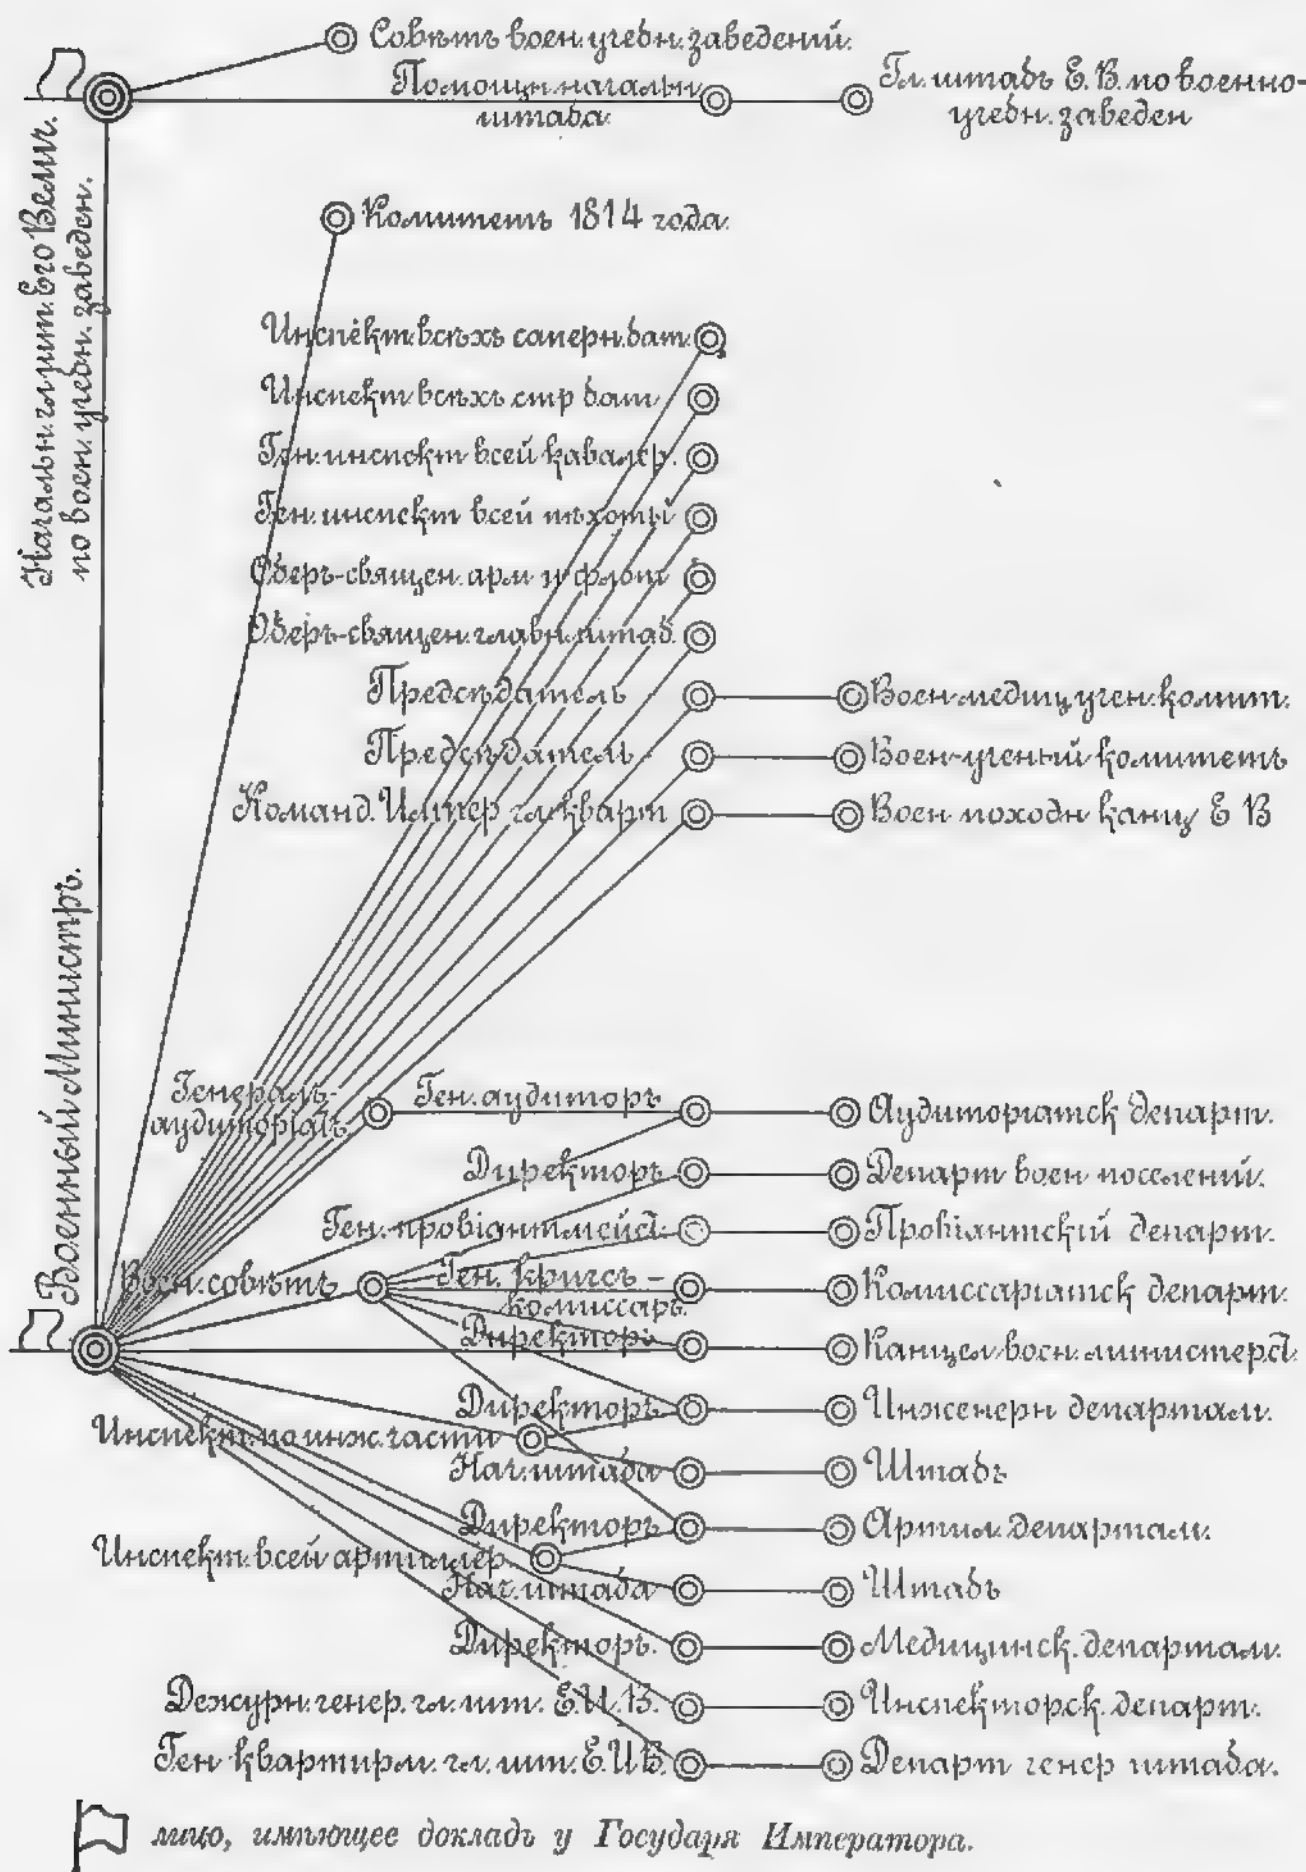 Совѣтъ воен. учебн. заведений.
Помощн. начальн.
штаба.
Гл. штабъ Е. В. по военно-
учебн. заведен
Начальн. гл. шт. Его Велич.
по воен. учебн. заведен.
Комитетъ 1814 года.
Инспект. всѣхъ саперн. бат.
Инспект. всѣхъ стр бат.
Ген. инспект всей кавалер.
Ген. инспект всей пѣхоты
Оберъ-священ. арм и флот
Оберъ-священ. главн. штаб.
Предсѣдатель
Воен. медиц. учен. комит.
Предсѣдатель
Воен-ученый комитетъ
Команд. Импер гл. кварт
Воен походн канц Е В
Военный Министръ.
Генералъ-
аудиторіатъ
Ген. аудиторъ
Аудиторіатск департ.
Директоръ
Департ воен поселений.
Ген. провіантмейст.
Провіантский департ.
Воен. совѣтъ
Ген. кригсъ-
комиссаръ.
Комиссаріатск департ.
Директоръ
Канцел. воен. министерст.
Директоръ
Инженерн департам.
Инспект. по инж. части
Нач. штаба
Штабъ
Директоръ
Артил. департам.
Инспект. всей артиллер.
Нач. штаба
Штабъ
Директоръ.
Медицинск. департам.
Дежурн. генер. гл. шт. Е. И. В.
Инспекторск. департ.
Ген квартирм. гл. шт. Е. И В.
Департ генер штаба.
лицо, имѣющее докладъ у Государя Императора.